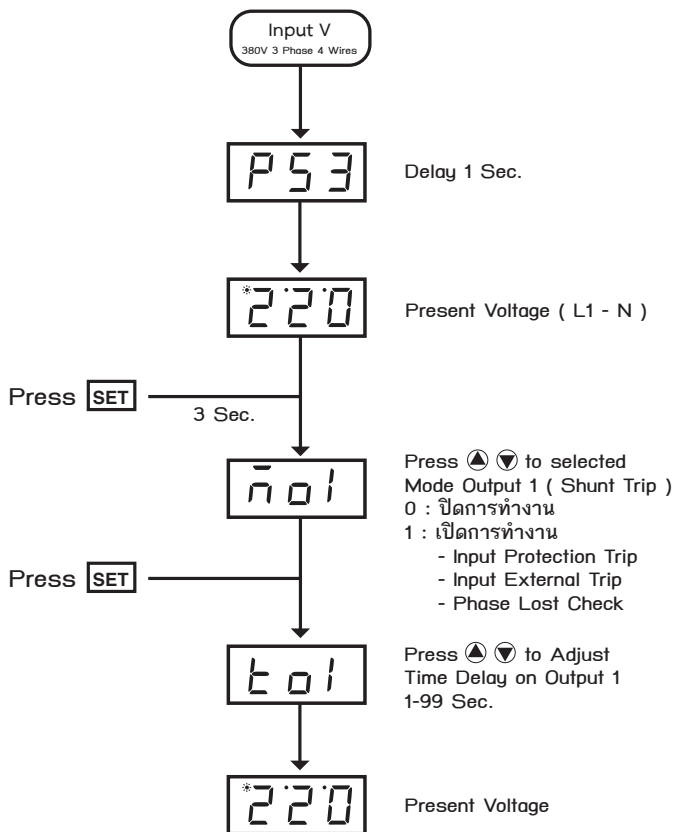 Input V
380V 3 Phase 4 Wires
PS3
Delay 1 Sec.
220
Present Voltage ( L1 - N )
Press SET
3 Sec.
n̄o1
Press ▲ ▼ to selected
Mode Output 1 ( Shunt Trip )
0 : ปิดการทำงาน
1 : เปิดการทำงาน
- Input Protection Trip
- Input External Trip
- Phase Lost Check
Press SET
to1
Press ▲ ▼ to Adjust
Time Delay on Output 1
1-99 Sec.
220
Present Voltage